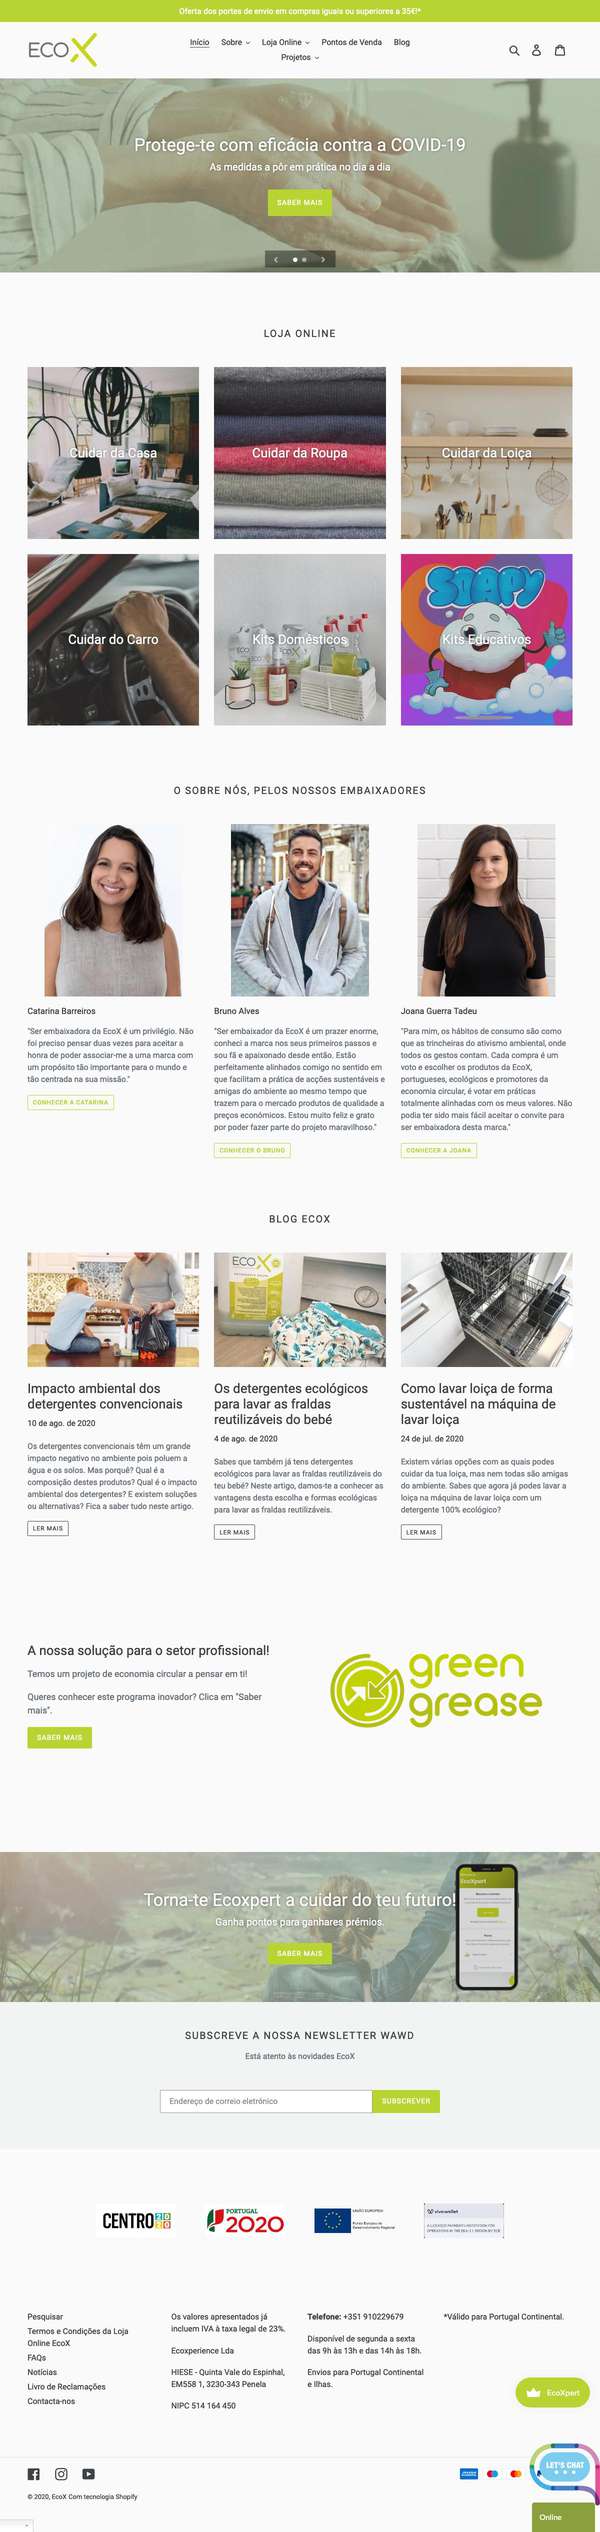 Oferta dos portes de envio em compras iguais ou superiores a 35€!*
ECOX
Início Sobre Loja Online Pontos de Venda Blog
Projetos
Protege-te com eficácia contra a COVID-19
As medidas a pôr em prática no dia a dia
SABER MAIS
LOJA ONLINE
Cuidar da Casa
Cuidar da Roupa
Cuidar da Loiça
Cuidar do Carro
Kits Domésticos
SOAPY
Kits Educativos
O SOBRE NÓS, PELOS NOSSOS EMBAIXADORES
Catarina Barreiros
"Ser embaixadora da EcoX é um privilégio. Não
foi preciso pensar duas vezes para aceitar a
honra de poder associar-me a uma marca com
um propósito tão importante para o mundo e
tão centrada na sua missão."
CONHECER A CATARINA
Bruno Alves
"Ser embaixador da EcoX é um prazer enorme,
conheci a marca nos seus primeiros passos e
sou fã e apaixonado desde então. Estão
perfeitamente alinhados comigo no sentido em
que facilitam a prática de acções sustentáveis e
amigas do ambiente ao mesmo tempo que
trazem para o mercado produtos de qualidade a
preços económicos. Estou muito feliz e grato
por poder fazer parte do projeto maravilhoso."
CONHECER O BRUNO
Joana Guerra Tadeu
"Para mim, os hábitos de consumo são como
que as trincheiras do ativismo ambiental, onde
todos os gestos contam. Cada compra é um
voto e escolher os produtos da EcoX,
portugueses, ecológicos e promotores da
economia circular, é votar em práticas
totalmente alinhadas com os meus valores. Não
podia ter sido mais fácil aceitar o convite para
ser embaixadora desta marca."
CONHECER A JOANA
BLOG ECOX
Impacto ambiental dos
detergentes convencionais
10 de ago. de 2020
Os detergentes convencionais têm um grande
impacto negativo no ambiente pois poluem a
água e os solos. Mas porquê? Qual é a
composição destes produtos? Qual é o impacto
ambiental dos detergentes? E existem soluções
ou alternativas? Fica a saber tudo neste artigo.
LER MAIS
ECOX
Os detergentes ecológicos
para lavar as fraldas
reutilizáveis do bebé
4 de ago. de 2020
Sabes que também já tens detergentes
ecológicos para lavar as fraldas reutilizáveis do
teu bebé? Neste artigo, damos-te a conhecer as
vantagens desta escolha e formas ecológicas
para lavar as fraldas reutilizáveis.
LER MAIS
Como lavar loiça de forma
sustentável na máquina de
lavar loiça
24 de jul. de 2020
Existem várias opções com as quais podes
cuidar da tua loiça, mas nem todas são amigas
do ambiente. Sabes que agora já podes lavar a
loiça na máquina de lavar loiça com um
detergente 100% ecológico?
LER MAIS
A nossa solução para o setor profissional!
Temos um projeto de economia circular a pensar em ti!
Queres conhecer este programa inovador? Clica em "Saber
mais".
SABER MAIS
green
grease
Torna-te Ecoxpert a cuidar do teu futuro!
Ganha pontos para ganhares prémios.
SABER MAIS
EcoXpert
SUBSCREVE A NOSSA NEWSLETTER WAWD
Está atento às novidades EcoX
Endereço de correio eletrónico
SUBSCREVER
CENTRO 2020
PORTUGAL
2020
UNIÃO EUROPEIA
Fundo Europeu de
Desenvolvimento Regional
vivawallet
Pesquisar
Termos e Condições da Loja
Online EcoX
FAQs
Notícias
Livro de Reclamações
Contacta-nos
Os valores apresentados já
incluem IVA à taxa legal de 23%.
Ecoxperience Lda
HIESE - Quinta Vale do Espinhal,
EM558 1, 3230-343 Penela
NIPC 514 164 450
Telefone: +351 910229679
Disponível de segunda a sexta
das 9h às 13h e das 14h às 18h.
Envios para Portugal Continental
e Ilhas.
*Válido para Portugal Continental.
EcoXpert
LET'S CHAT
© 2020, EcoX Com tecnologia Shopify
Online